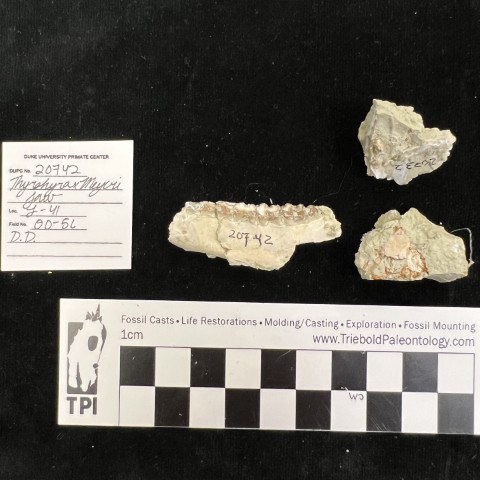 DUKE UNIVERSITY PRIMATE CENTER
DUPC No. 20742
Thyrohyrax Meyeri
jaw
Loc. L-41
Field No. 00-56
D.D.
20742
Fossil Casts • Life Restorations • Molding/Casting • Exploration • Fossil Mounting
1cm
www.TrieboldPaleontology.com
TPI